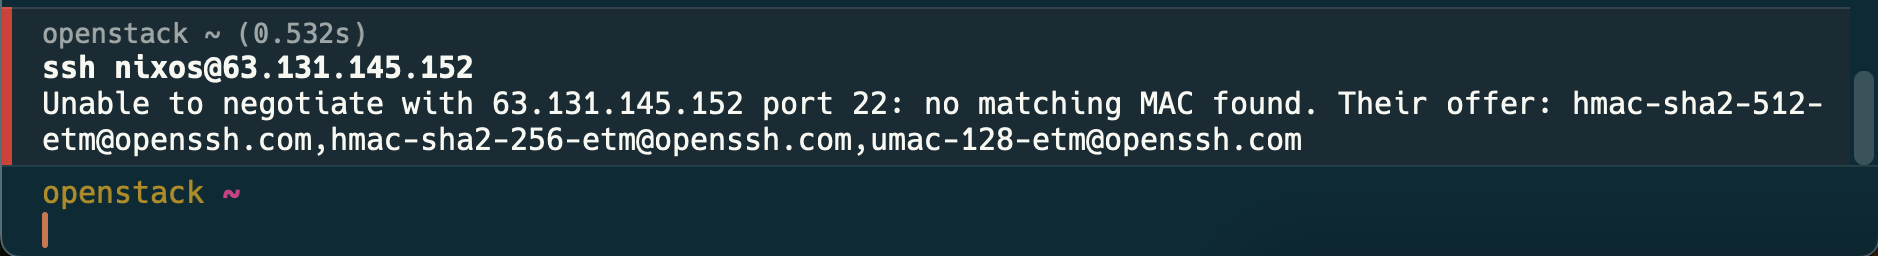 openstack ~ (0.532s)
ssh nixos@63.131.145.152
Unable to negotiate with 63.131.145.152 port 22: no matching MAC found. Their offer: hmac-sha2-512-
etm@openssh.com,hmac-sha2-256-etm@openssh.com,umac-128-etm@openssh.com
openstack ~